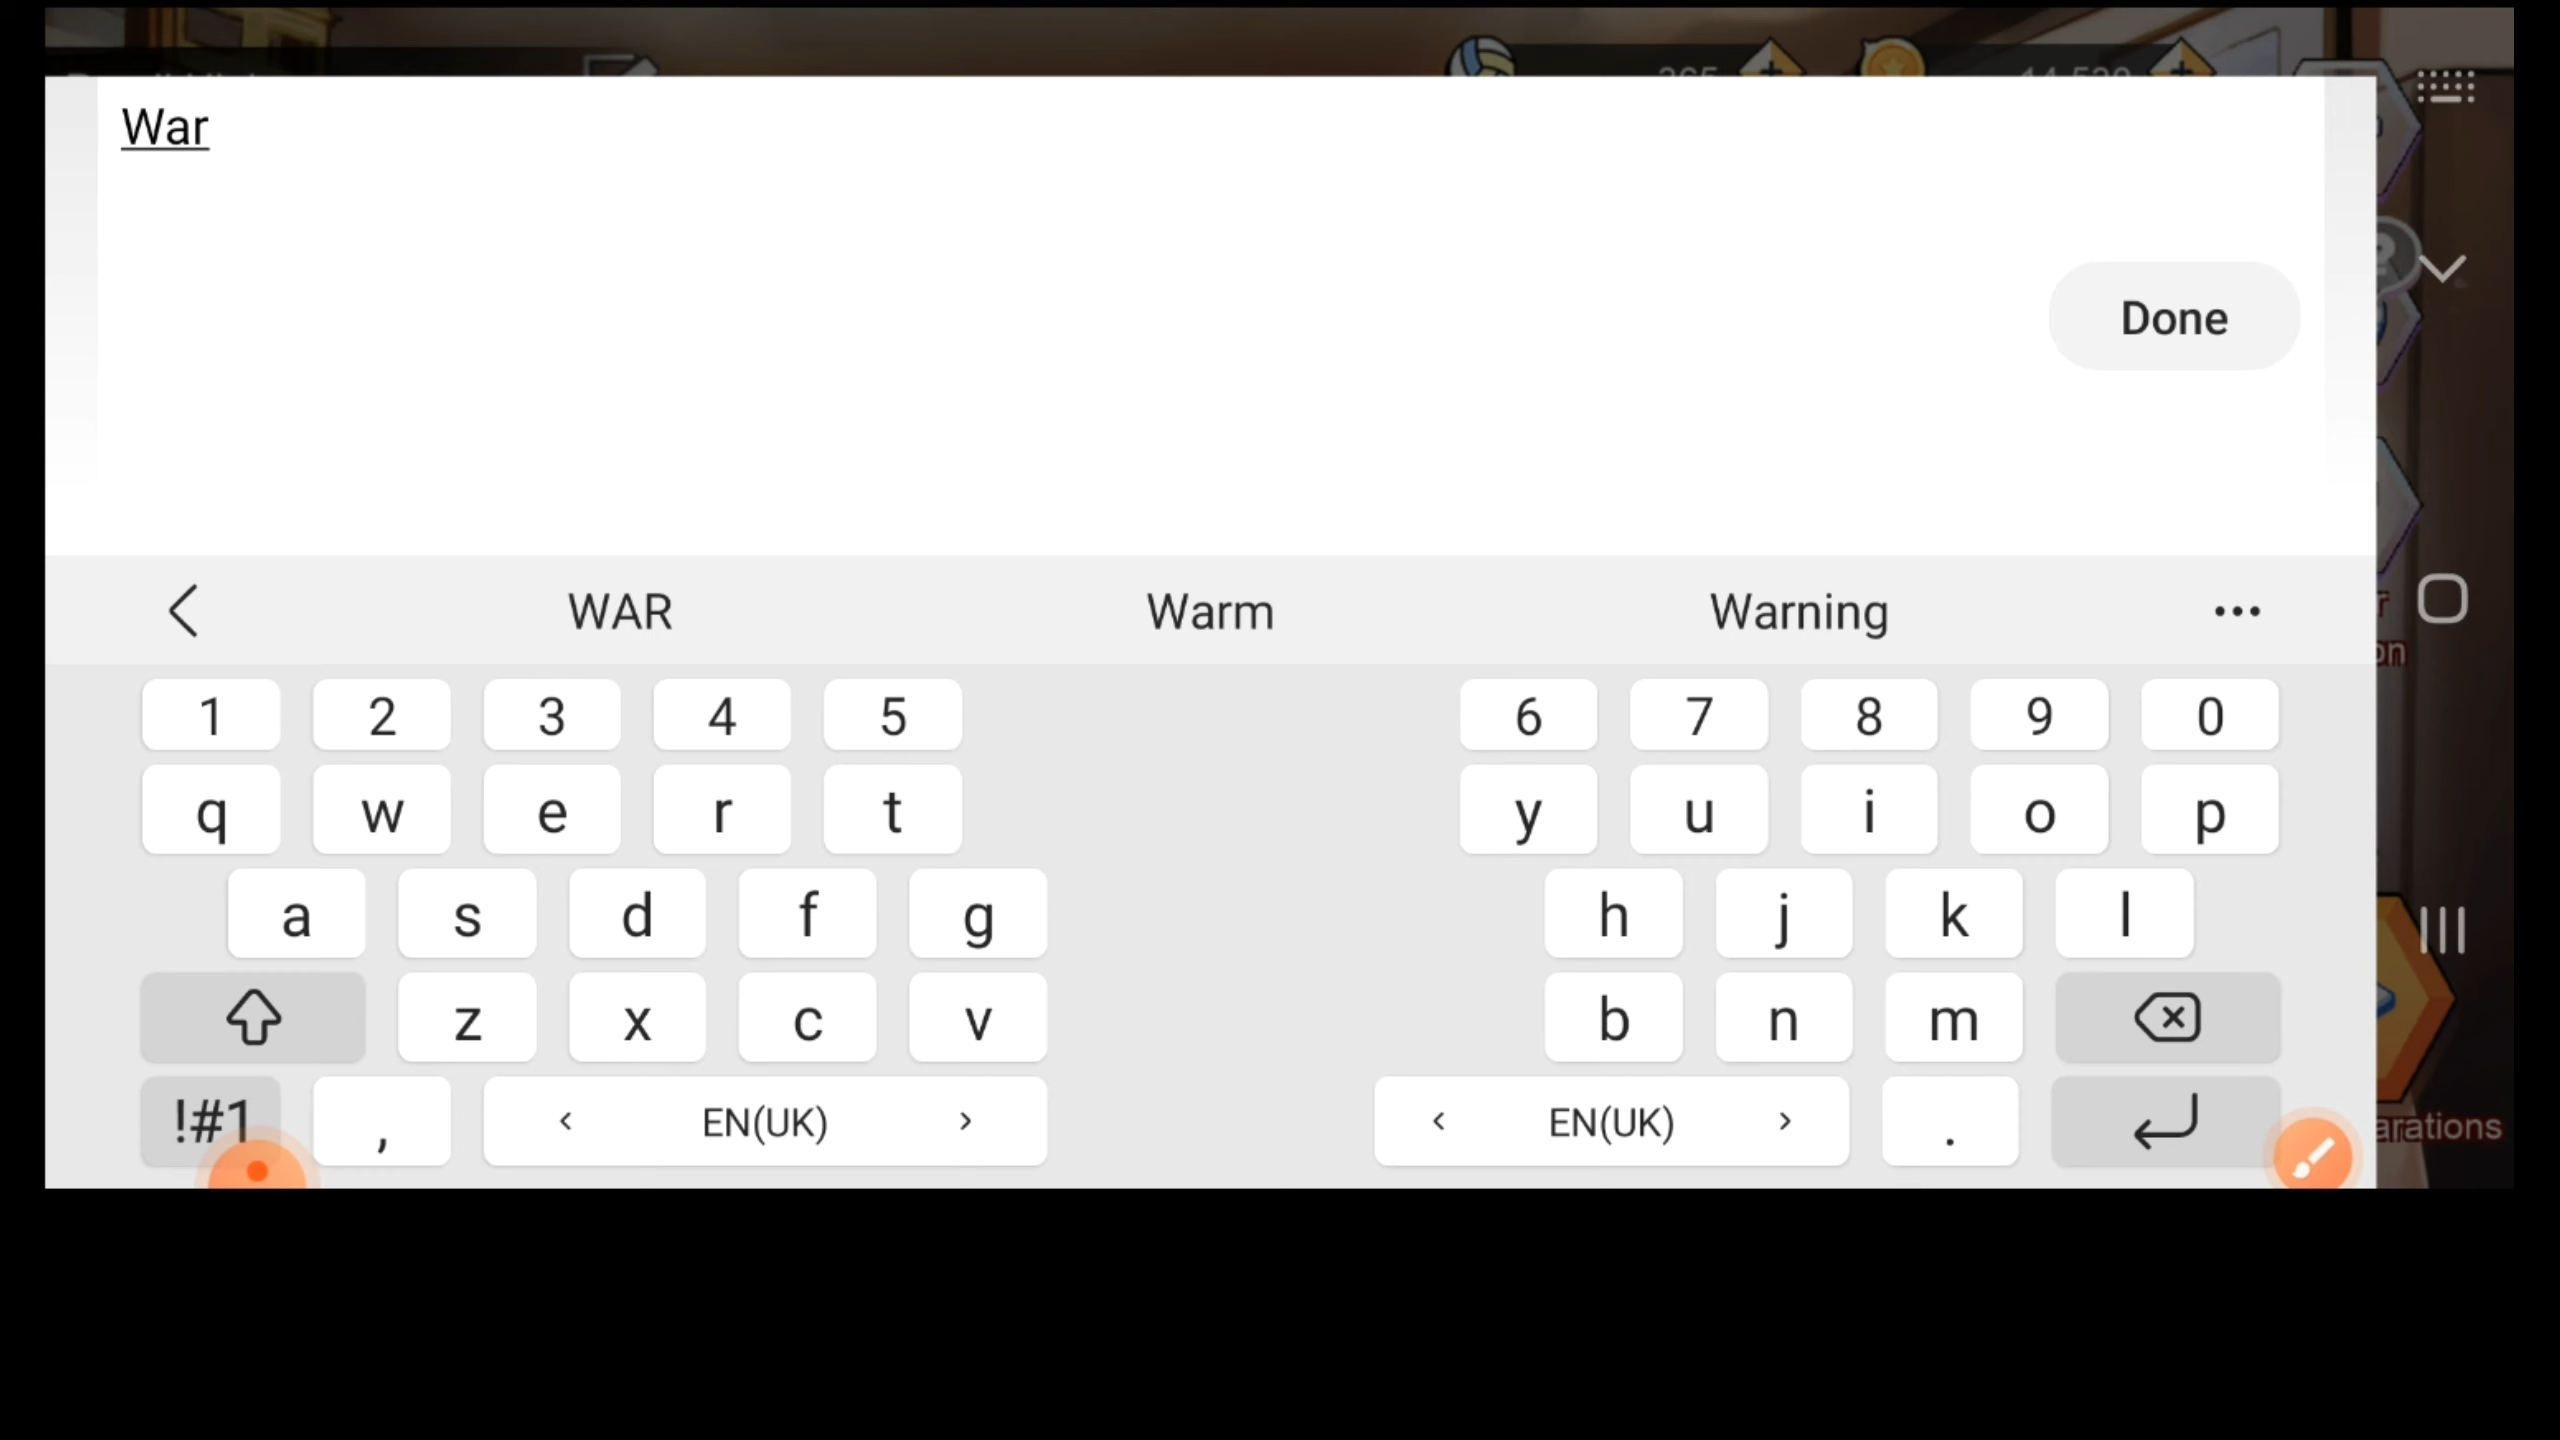 War
Done
WAR Warm Warning
1 2 3 4 5 6 7 8 9 0
q w e r t y u i o p
a s d f g h j k l
z x c v b n m
!#1 , < EN(UK) > < EN(UK) > .